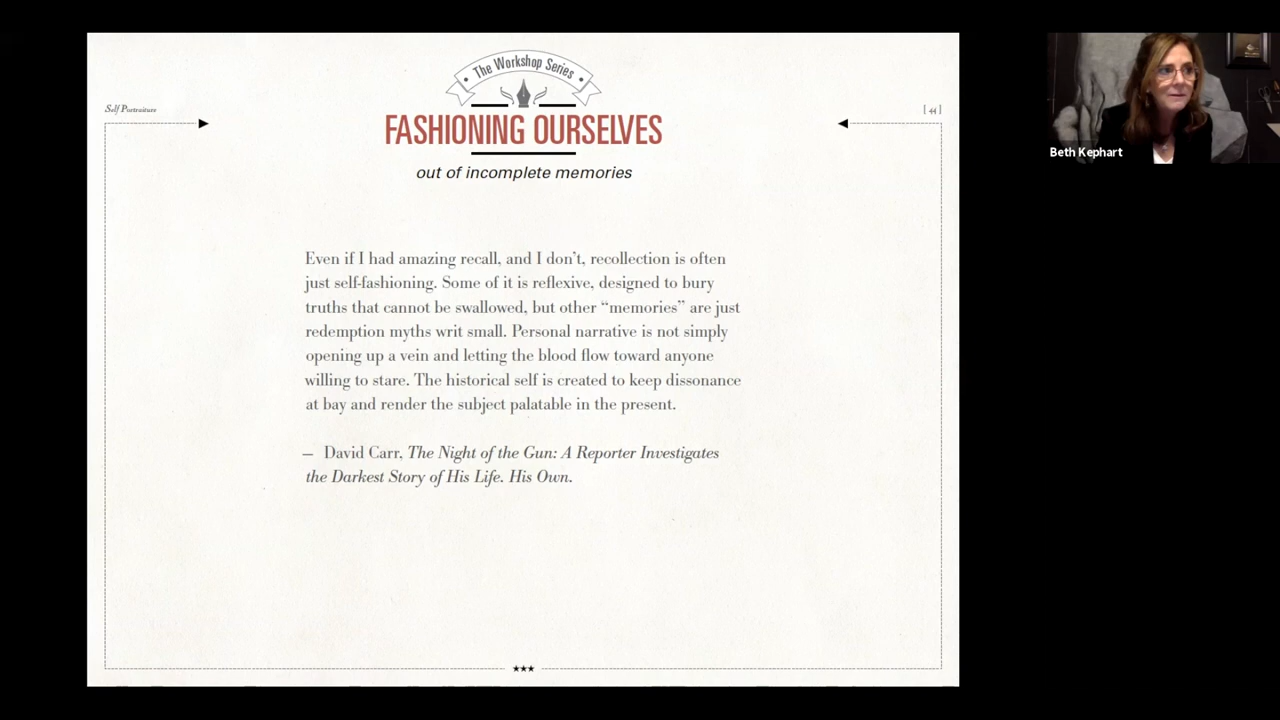 The Workshop Series
Self Portraiture
[ 44 ]
FASHIONING OURSELVES
out of incomplete memories
Even if I had amazing recall, and I don’t, recollection is often
just self-fashioning. Some of it is reflexive, designed to bury
truths that cannot be swallowed, but other “memories” are just
redemption myths writ small. Personal narrative is not simply
opening up a vein and letting the blood flow toward anyone
willing to stare. The historical self is created to keep dissonance
at bay and render the subject palatable in the present.
— David Carr, The Night of the Gun: A Reporter Investigates
the Darkest Story of His Life. His Own.
Beth Kephart